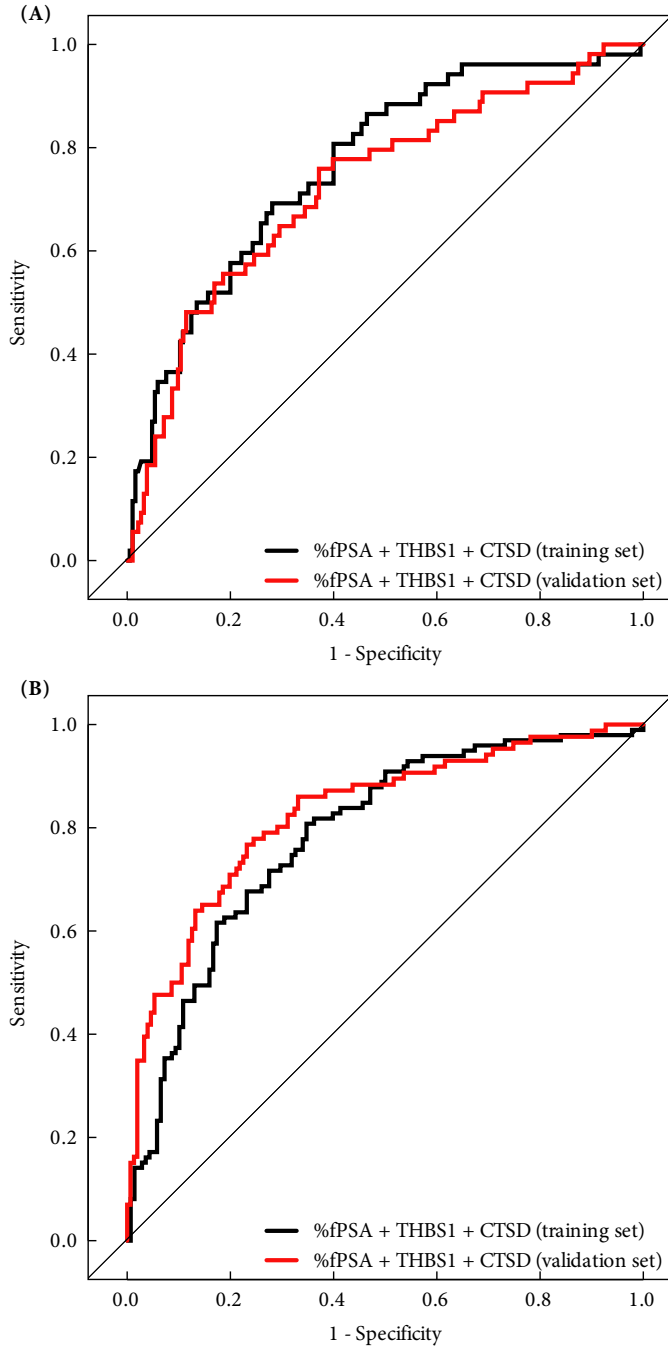 (A)
1.0
0.8
0.6
0.4
0.2
0.0
Sensitivity
%fPSA + THBS1 + CTSD (training set)
%fPSA + THBS1 + CTSD (validation set)
0.0 0.2 0.4 0.6 0.8 1.0
1 - Specificity
(B)
1.0
0.8
0.6
0.4
0.2
0.0
Sensitivity
%fPSA + THBS1 + CTSD (training set)
%fPSA + THBS1 + CTSD (validation set)
0.0 0.2 0.4 0.6 0.8 1.0
1 - Specificity